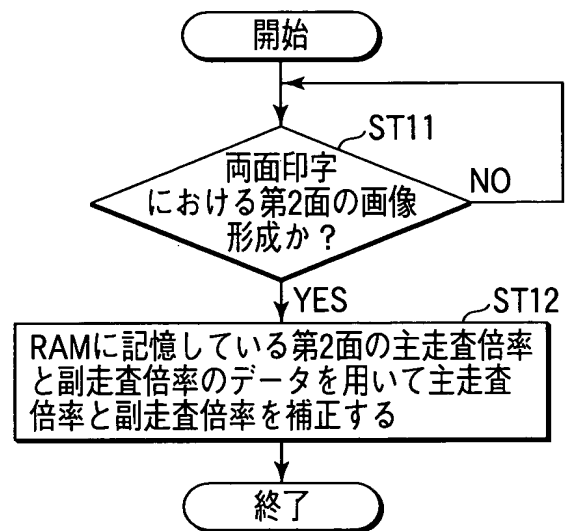 開始
ST11
両面印字
における第2面の画像
形成か？
NO
YES
ST12
RAMに記憶している第2面の主走査倍率
と副走査倍率のデータを用いて主走査
倍率と副走査倍率を補正する
終了